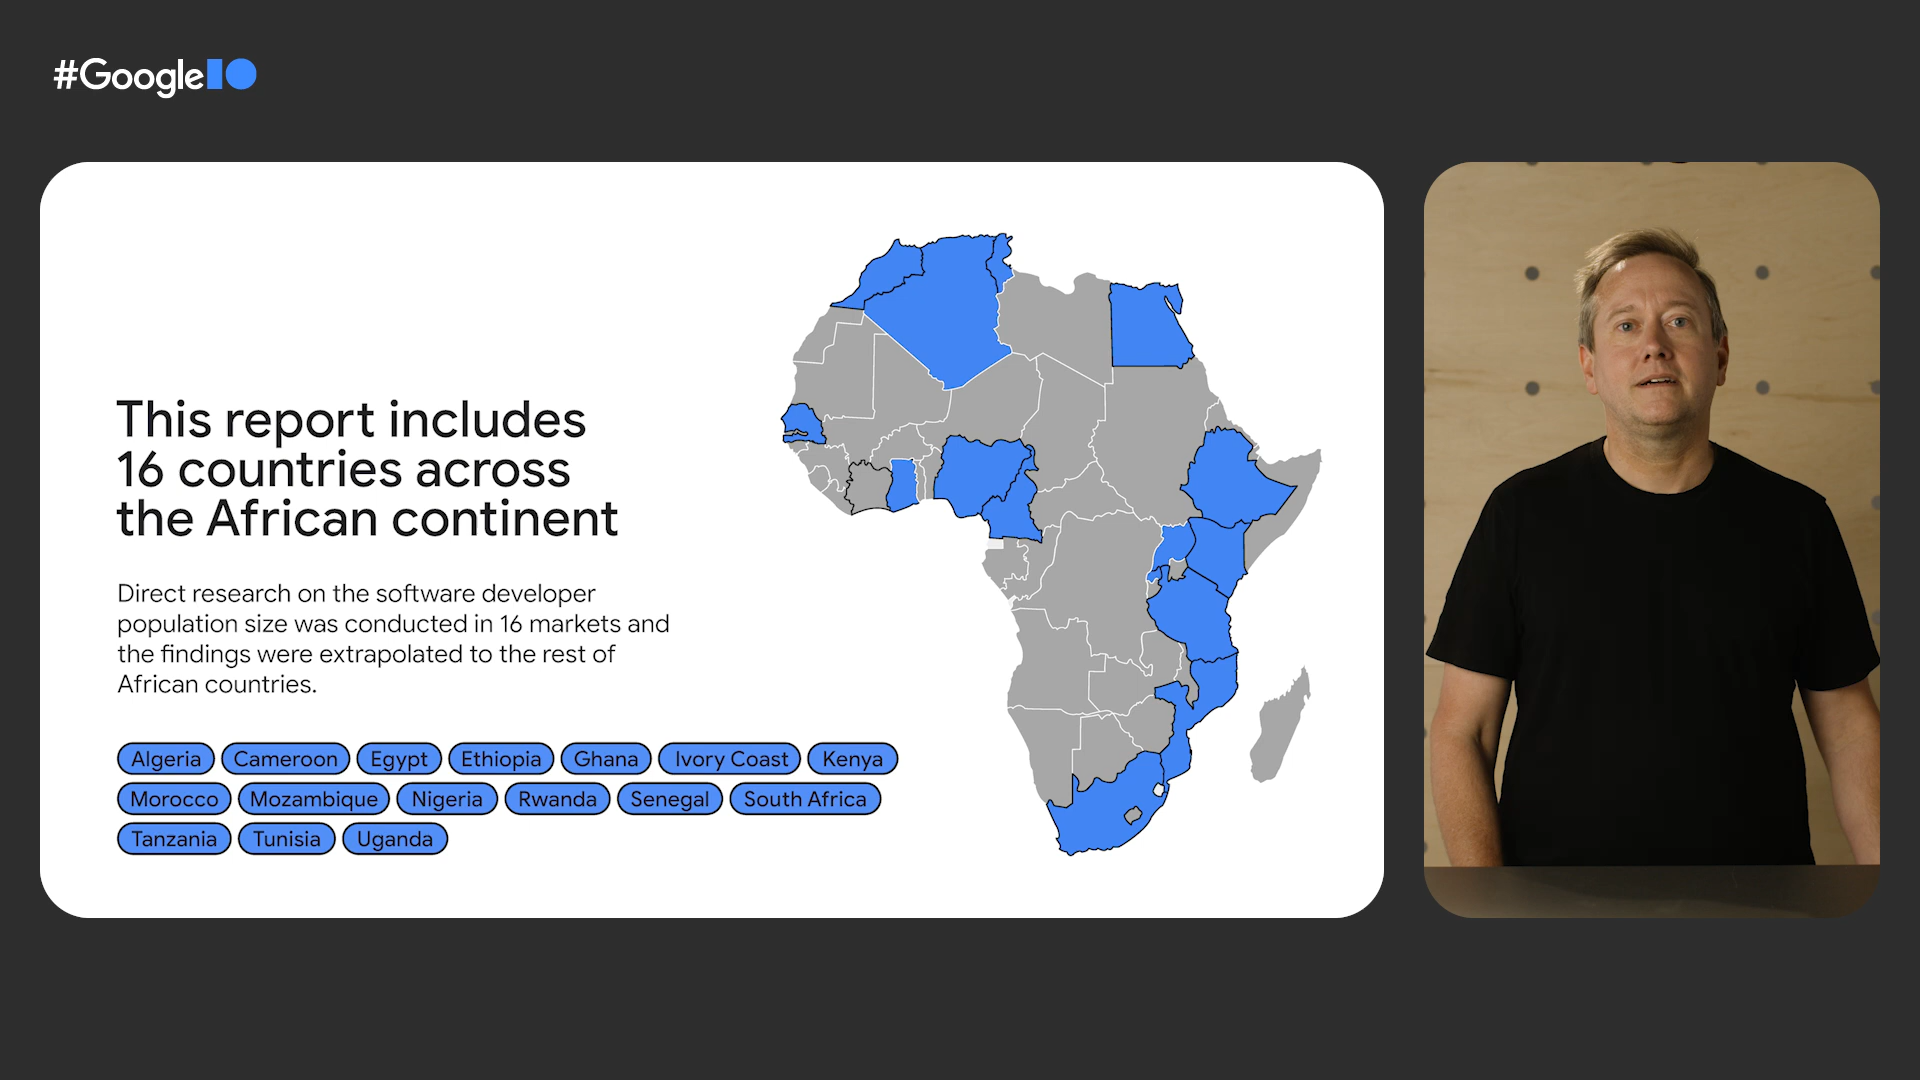 #GoogleIO
This report includes
16 countries across
the African continent
Direct research on the software developer
population size was conducted in 16 markets and
the findings were extrapolated to the rest of
African countries.
Algeria Cameroon Egypt Ethiopia Ghana Ivory Coast Kenya
Morocco Mozambique Nigeria Rwanda Senegal South Africa
Tanzania Tunisia Uganda